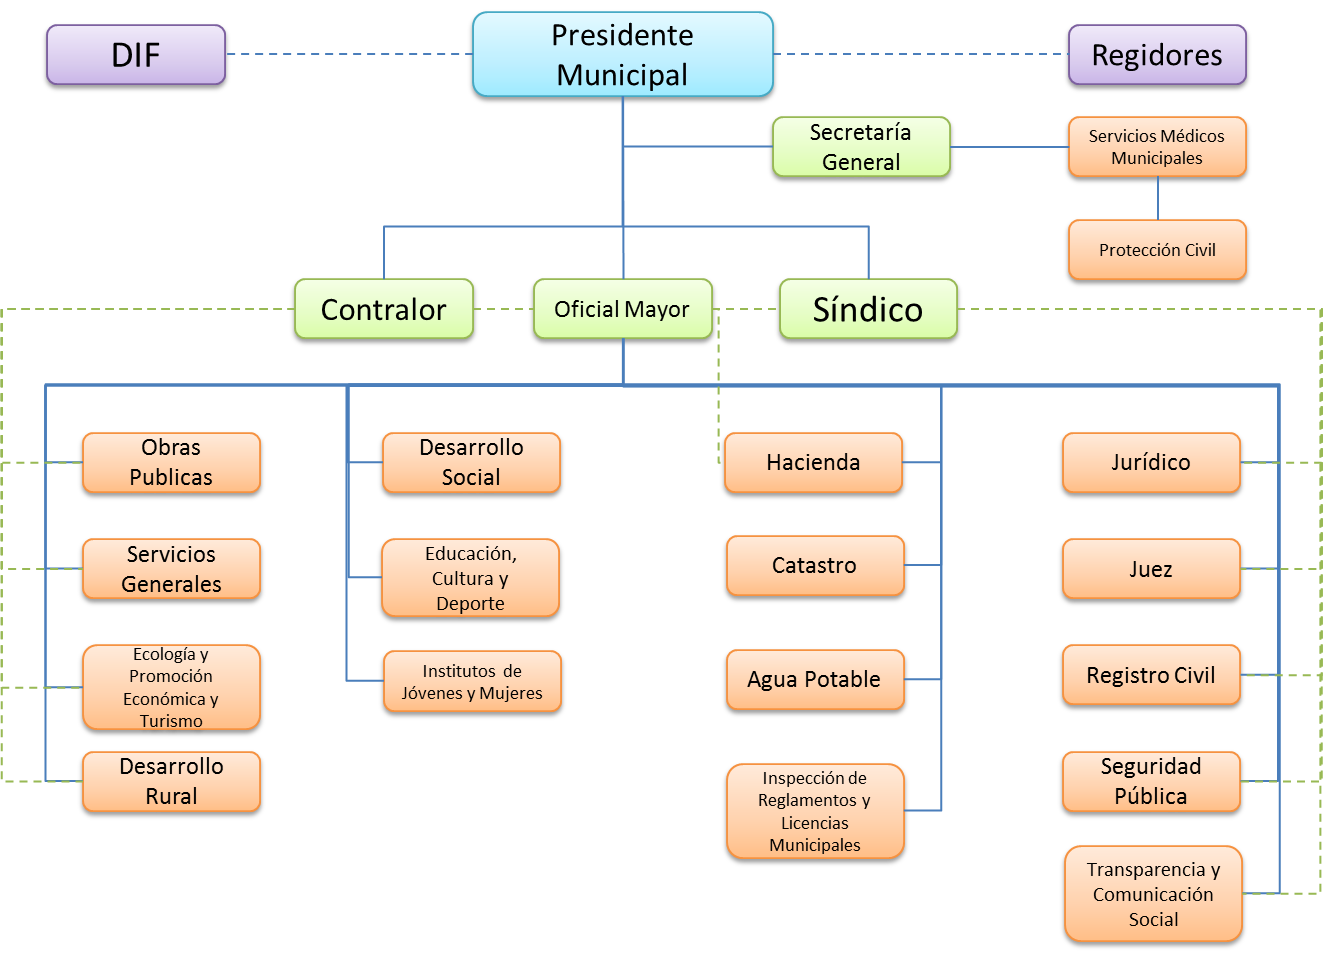 DIF
Presidente
Municipal
Regidores
Secretaría
General
Servicios Médicos
Municipales
Protección Civil
Contralor
Oficial Mayor
Síndico
Obras
Publicas
Desarrollo
Social
Hacienda
Jurídico
Servicios
Generales
Educación,
Cultura y
Deporte
Catastro
Juez
Ecología y
Promoción
Económica y
Turismo
Institutos de
Jóvenes y Mujeres
Agua Potable
Registro Civil
Desarrollo
Rural
Inspección de
Reglamentos y
Licencias
Municipales
Seguridad
Pública
Transparencia y
Comunicación
Social